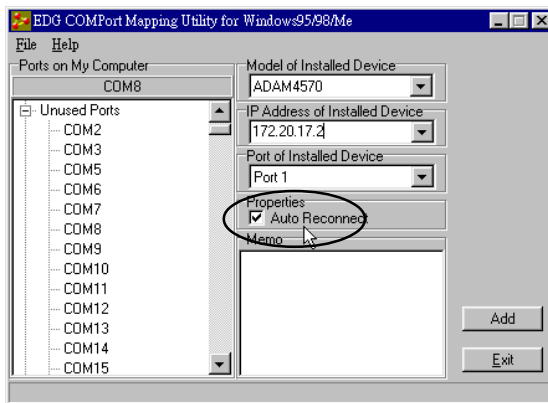 EDG COMPort Mapping Utility for Windows95/98/Me
File Help
Ports on My Computer
COM8
Unused Ports
COM2
COM3
COM5
COM6
COM7
COM8
COM9
COM10
COM11
COM12
COM13
COM14
COM15
Model of Installed Device
ADAM4570
IP Address of Installed Device
172.20.17.2
Port of Installed Device
Port 1
Properties
Auto Reconnect
Memo
Add
Exit